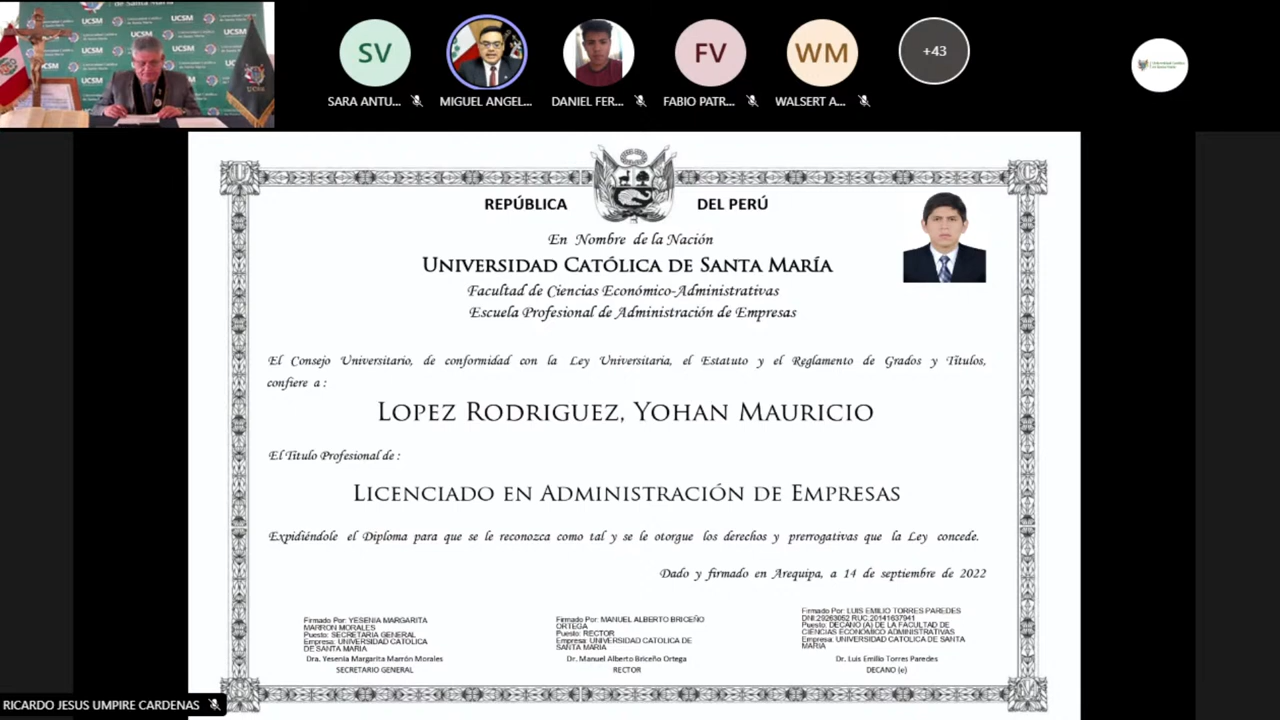 UCSM
SV
FV
WM
+43
SARA ANTU...
MIGUEL ANGEL...
DANIEL FER...
FABIO PATR...
WALSERT A...
REPÚBLICA DEL PERÚ
En Nombre de la Nación
UNIVERSIDAD CATÓLICA DE SANTA MARÍA
Facultad de Ciencias Económico-Administrativas
Escuela Profesional de Administración de Empresas
El Consejo Universitario, de conformidad con la Ley Universitaria, el Estatuto y el Reglamento de Grados y Títulos,
confiere a :
LOPEZ RODRIGUEZ, YOHAN MAURICIO
El Título Profesional de :
LICENCIADO EN ADMINISTRACIÓN DE EMPRESAS
Expidiéndole el Diploma para que se le reconozca como tal y se le otorgue los derechos y prerrogativas que la Ley concede.
Dado y firmado en Arequipa, a 14 de septiembre de 2022
Firmado Por: YESENIA MARGARITA
MARRON MORALES
Puesto: SECRETARIA GENERAL
Empresa: UNIVERSIDAD CATOLICA
DE SANTA MARIA
Dra. Yesenia Margarita Marrón Morales
SECRETARIO GENERAL
Firmado Por: MANUEL ALBERTO BRICEÑO
ORTEGA
Puesto: RECTOR
Empresa: UNIVERSIDAD CATOLICA DE
SANTA MARIA
Dr. Manuel Alberto Briceño Ortega
RECTOR
Firmado Por: LUIS EMILIO TORRES PAREDES
DNI:29263052 RUC:20141637941
Puesto: DECANO (A) DE LA FACULTAD DE
CIENCIAS ECONÓMICO ADMINISTRATIVAS
Empresa: UNIVERSIDAD CATOLICA DE SANTA
MARIA
Dr. Luis Emilio Torres Paredes
DECANO (e)
RICARDO JESUS UMPIRE CARDENAS